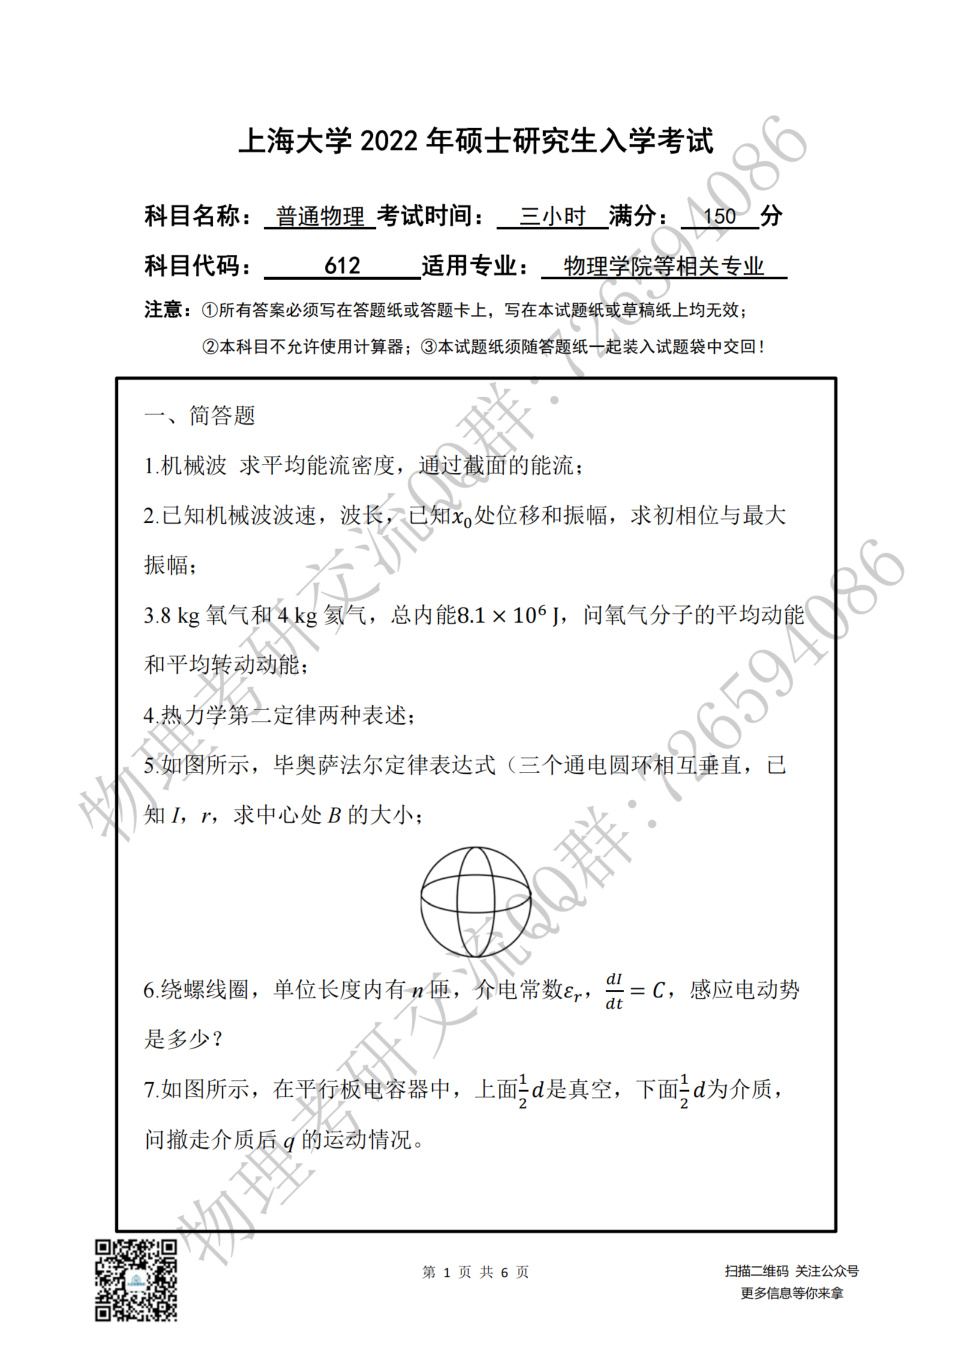 上海大学 2022 年硕士研究生入学考试
科目名称： 普通物理 考试时间： 三小时 满分： 150 分
科目代码： 612 适用专业： 物理学院等相关专业
注意：①所有答案必须写在答题纸或答题卡上，写在本试题纸或草稿纸上均无效；
②本科目不允许使用计算器；③本试题纸须随答题纸一起装入试题袋中交回！
一、简答题
1.机械波 求平均能流密度，通过截面的能流；
2.已知机械波波速，波长，已知x₀处位移和振幅，求初相位与最大
振幅；
3.8 kg 氧气和 4 kg 氦气，总内能8.1 × 10⁶ J，问氧气分子的平均动能
和平均转动动能；
4.热力学第二定律两种表述；
5.如图所示，毕奥萨法尔定律表达式（三个通电圆环相互垂直，已
知 I，r，求中心处 B 的大小；
6.绕螺线圈，单位长度内有 n 匝，介电常数εᵣ，dI/dt = C，感应电动势
是多少？
7.如图所示，在平行板电容器中，上面1/2d是真空，下面1/2d为介质，
问撤走介质后 q 的运动情况。
物理考研交流QQ群：726594086
物理考研交流QQ群：726594086
第 1 页 共 6 页
扫描二维码 关注公众号
更多信息等你来拿